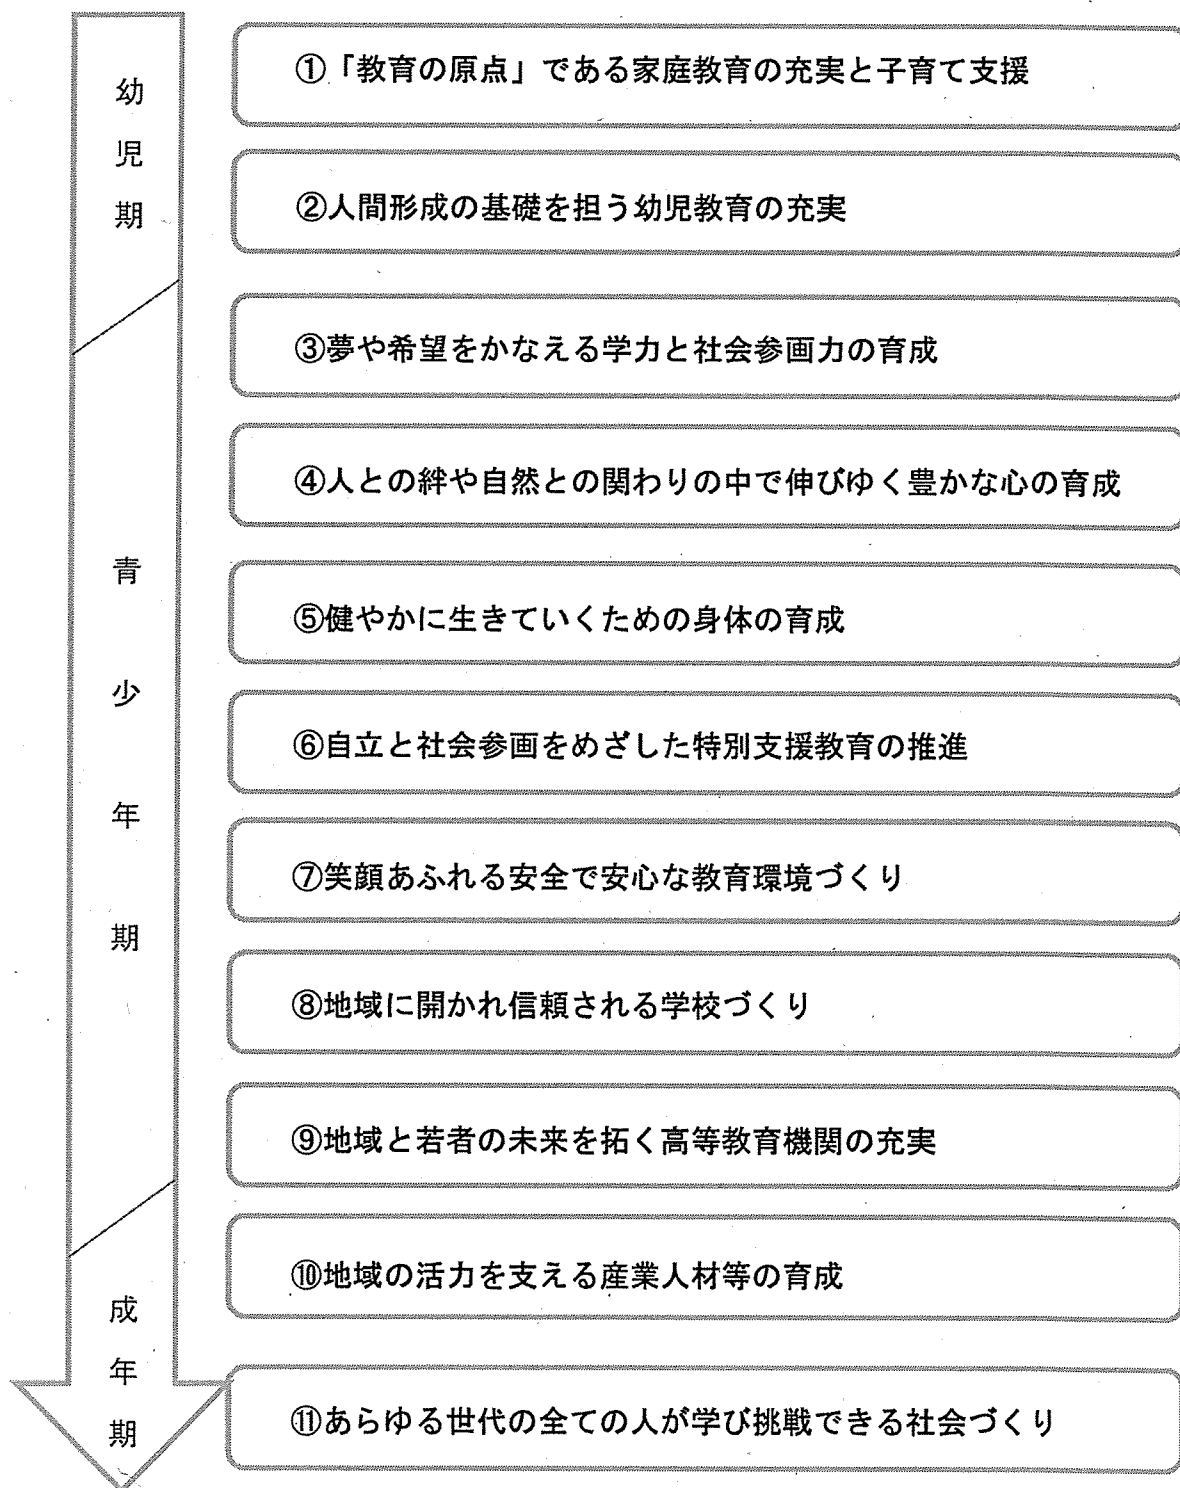 幼児期
①「教育の原点」である家庭教育の充実と子育て支援
②人間形成の基礎を担う幼児教育の充実
青少年期
③夢や希望をかなえる学力と社会参画力の育成
④人との絆や自然との関わりの中で伸びゆく豊かな心の育成
⑤健やかに生きていくための身体の育成
⑥自立と社会参画をめざした特別支援教育の推進
⑦笑顔あふれる安全で安心な教育環境づくり
⑧地域に開かれ信頼される学校づくり
⑨地域と若者の未来を拓く高等教育機関の充実
成年期
⑩地域の活力を支える産業人材等の育成
⑪あらゆる世代の全ての人が学び挑戦できる社会づくり